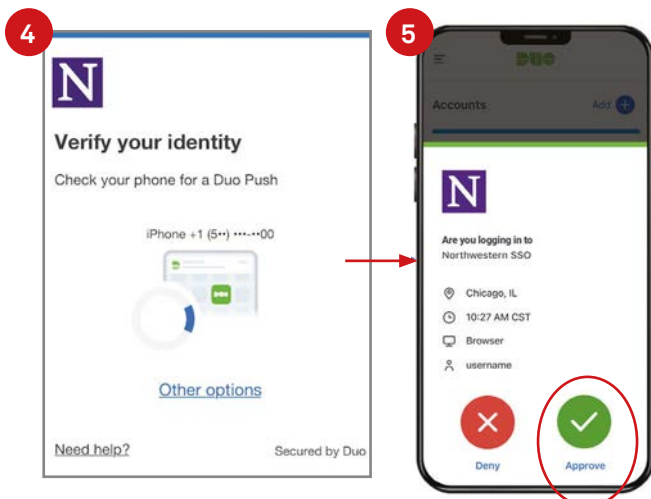 4
N
Verify your identity
Check your phone for a Duo Push
iPhone +1 (5••) •••-••00
DUO
Other options
Need help? Secured by Duo
5
DUO
Accounts Add
N
Are you logging in to
Northwestern SSO
Chicago, IL
10:27 AM CST
Browser
username
Deny Approve